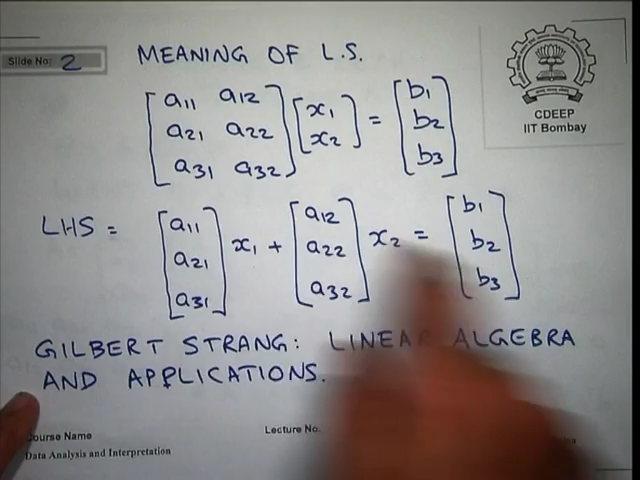 Slide No: 2
MEANING OF L.S.
[a11 a12; a21 a22; a31 a32] [x1; x2] = [b1; b2; b3]
CDEEP
IIT Bombay
LHS = [a11; a21; a31] x1 + [a12; a22; a32] x2 = [b1; b2; b3]
GILBERT STRANG: LINEAR ALGEBRA
AND APPLICATIONS.
Course Name
Lecture No.
Data Analysis and Interpretation